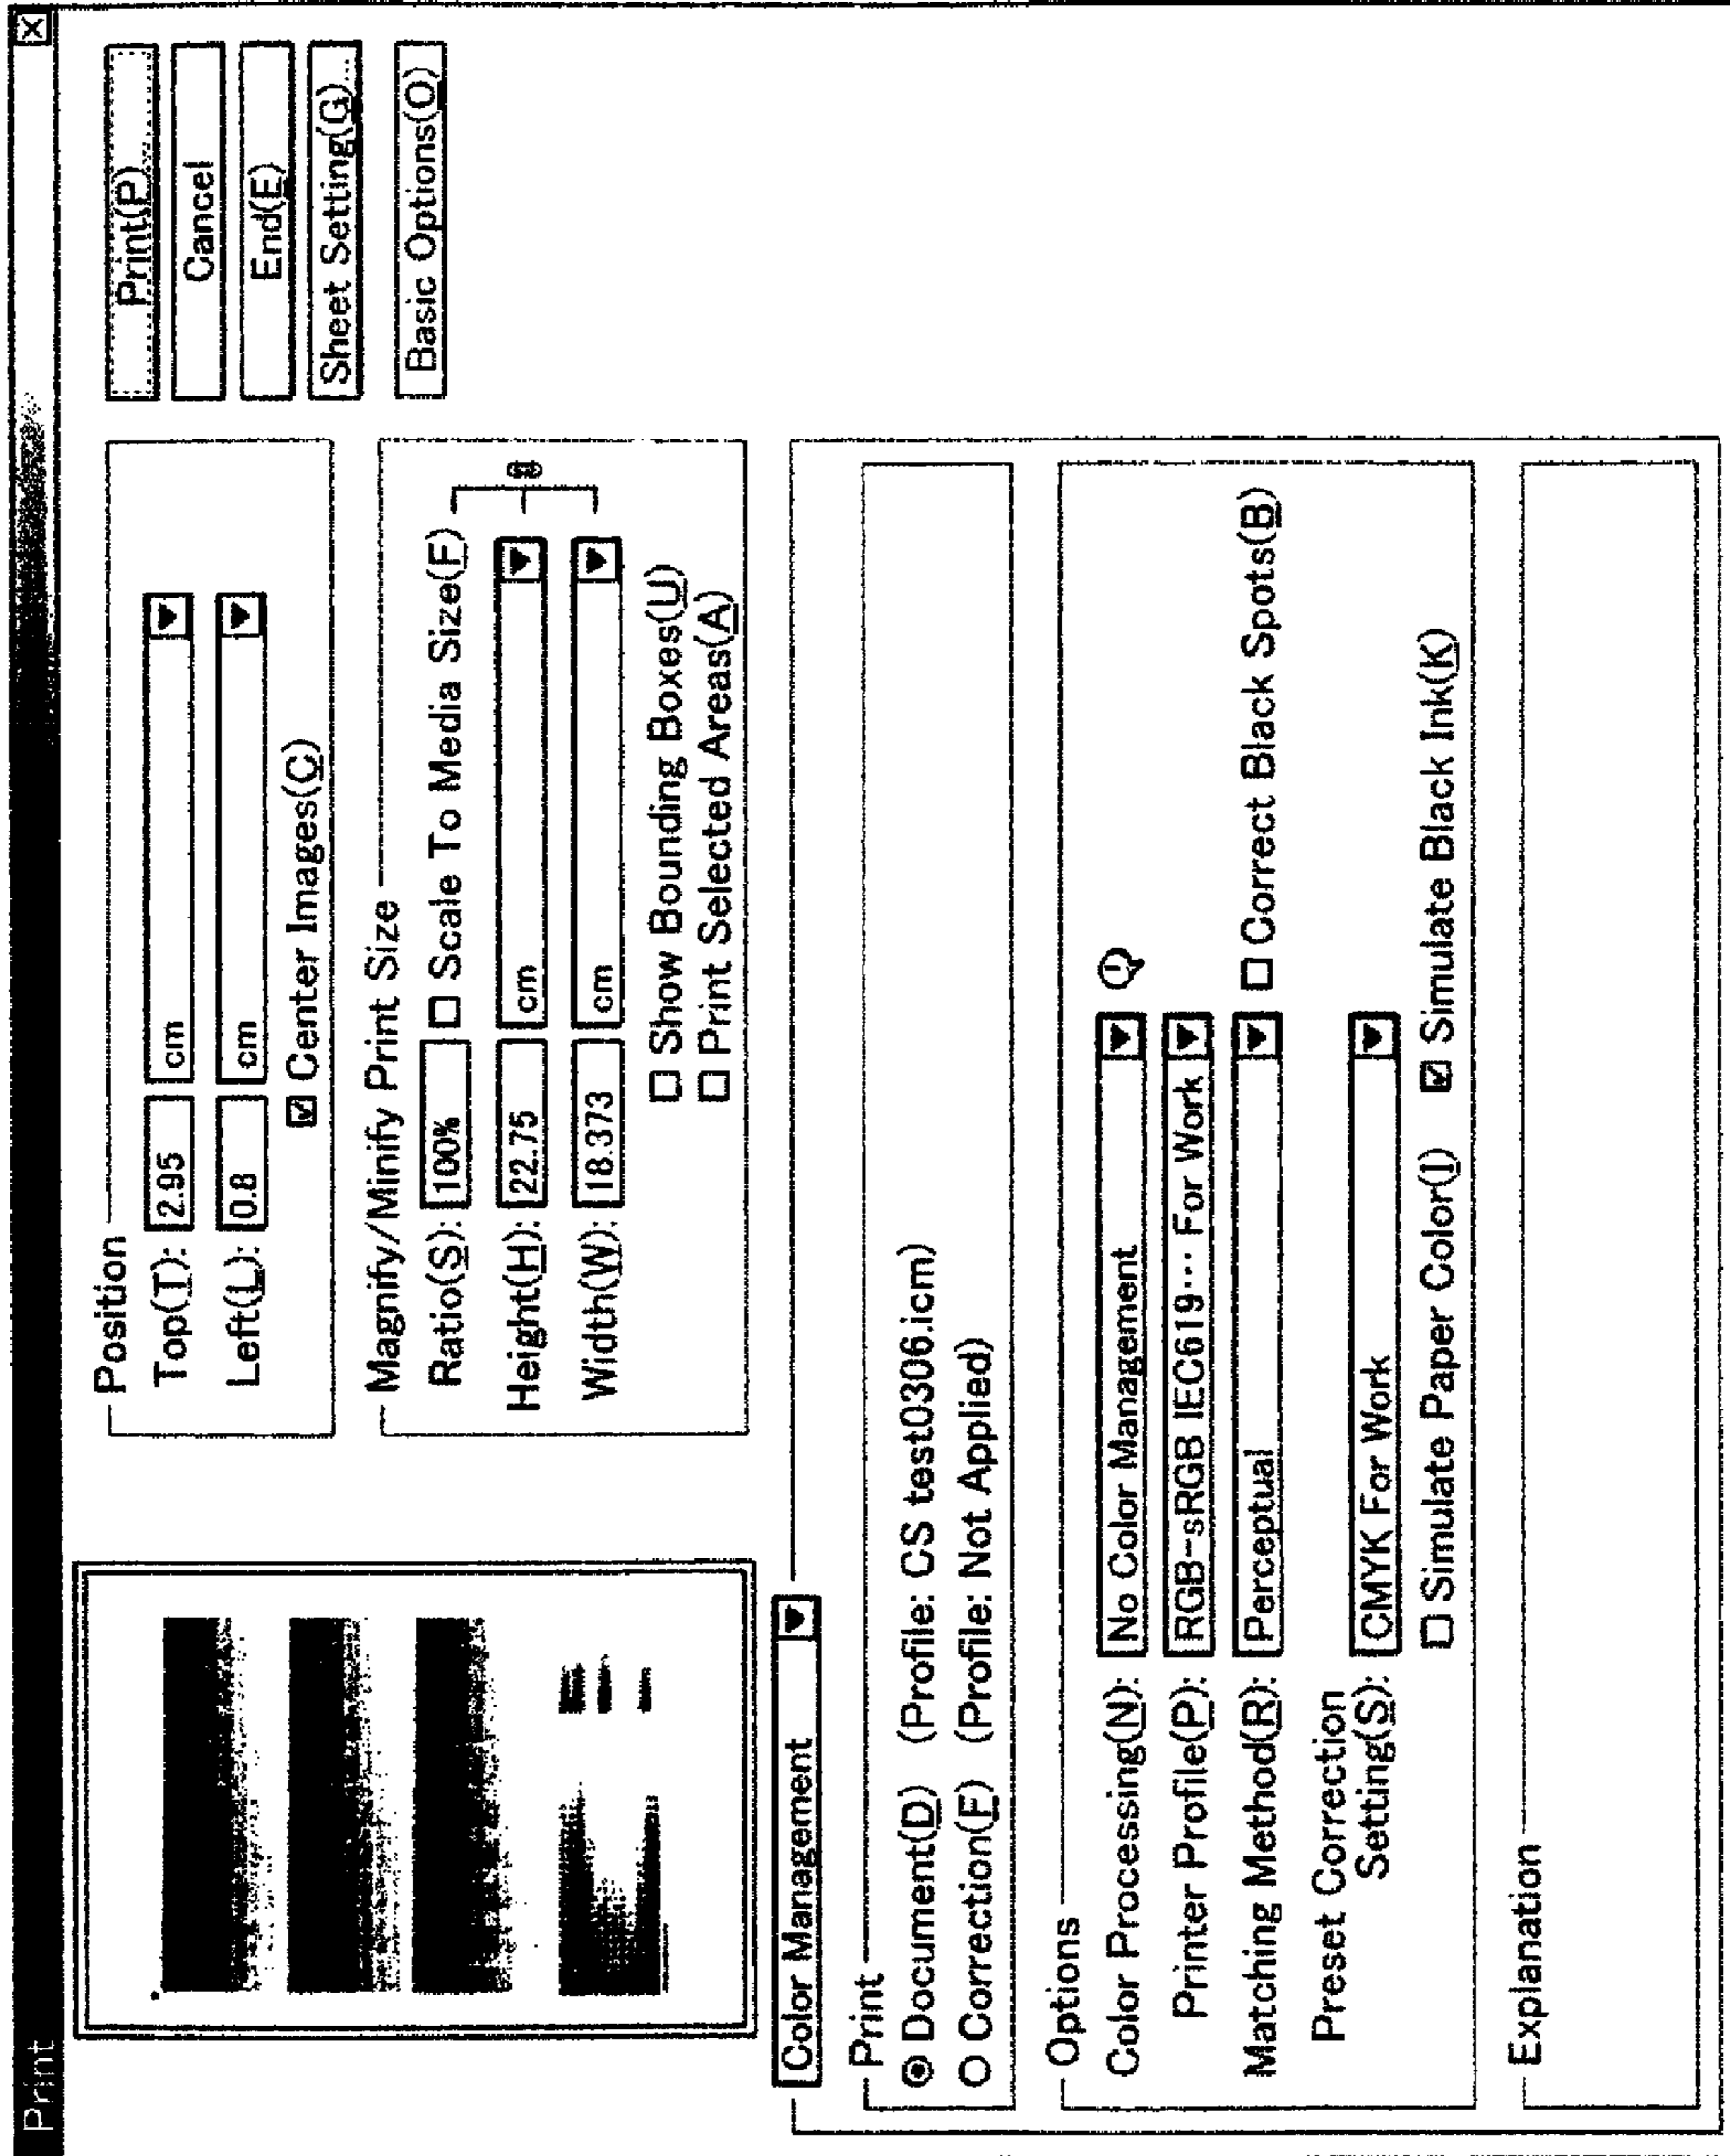 Print
Position
Top(T): 2.95 cm
Left(L): 0.8 cm
Center Images(C)
Magnify/Minify Print Size
Ratio(S): 100% Scale To Media Size(F)
Height(H): 22.75 cm
Width(W): 18.373 cm
Show Bounding Boxes(U)
Print Selected Areas(A)
Print(P)
Cancel
End(E)
Sheet Setting(G)...
Basic Options(O)
Color Management
Print
Document(D) (Profile: CS test0306.icm)
Correction(F) (Profile: Not Applied)
Options
Color Processing(N): No Color Management
Printer Profile(P): RGB-sRGB IEC619··· For Work
Matching Method(R): Perceptual Correct Black Spots(B)
Preset Correction
Setting(S): CMYK For Work
Simulate Paper Color(I) Simulate Black Ink(K)
Explanation